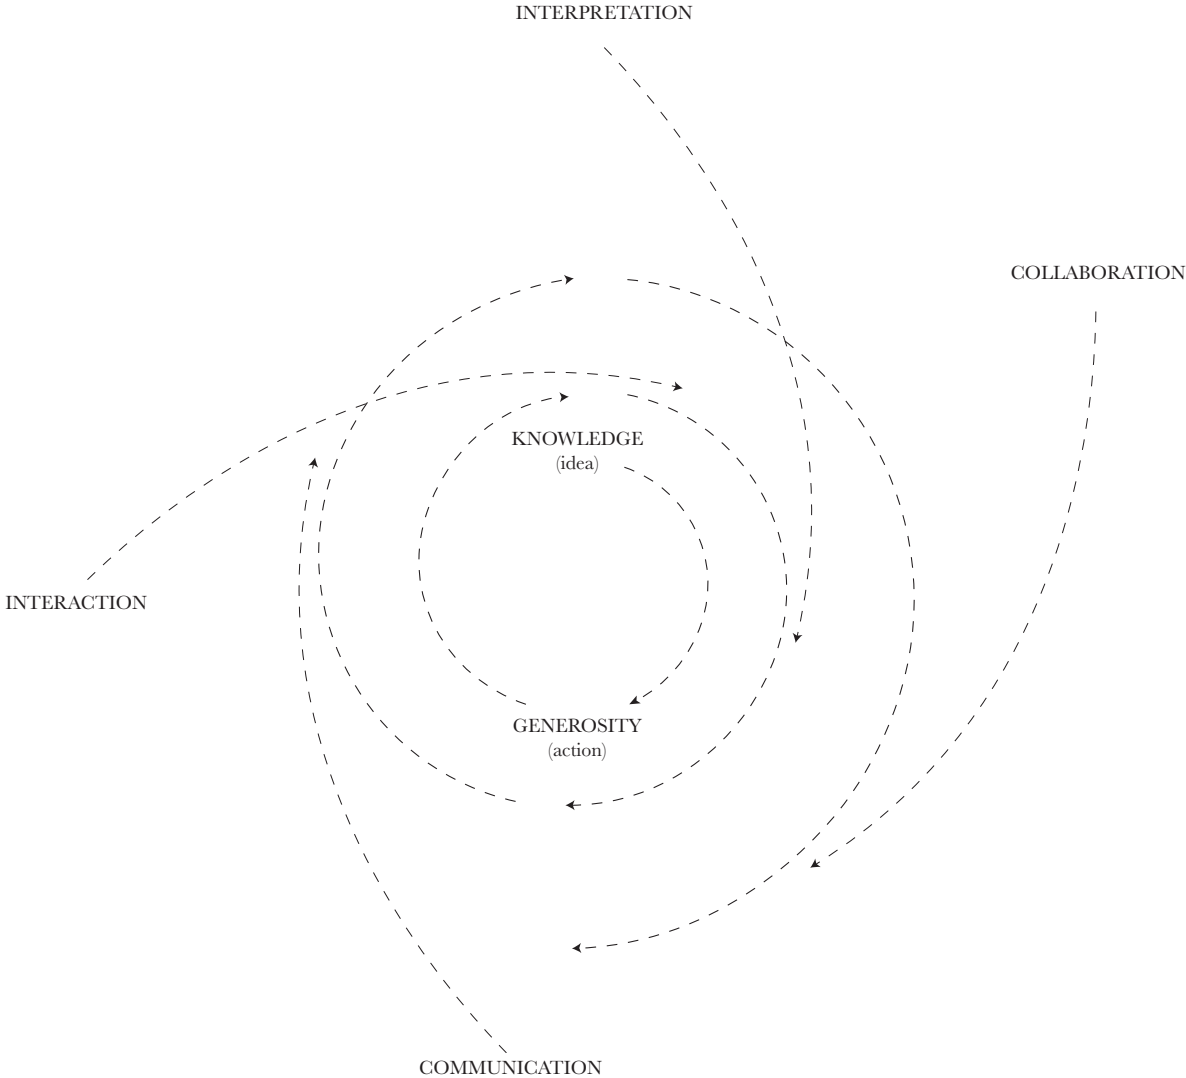 INTERPRETATION
COLLABORATION
KNOWLEDGE
(idea)
INTERACTION
GENEROSITY
(action)
COMMUNICATION